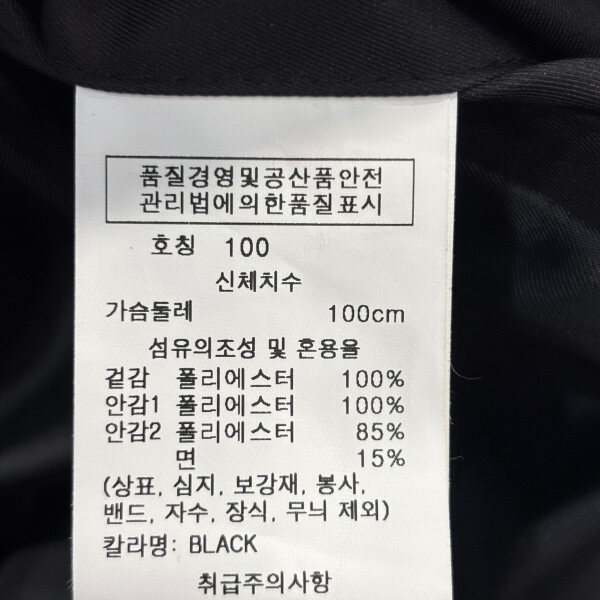 품질경영및공산품안전
관리법에의한품질표시
호칭 100
신체치수
가슴둘레 100cm
섬유의조성 및 혼용율
겉감 폴리에스터 100%
안감1 폴리에스터 100%
안감2 폴리에스터 85%
면 15%
(상표, 심지, 보강재, 봉사,
밴드, 자수, 장식, 무늬 제외)
칼라명: BLACK
취급주의사항